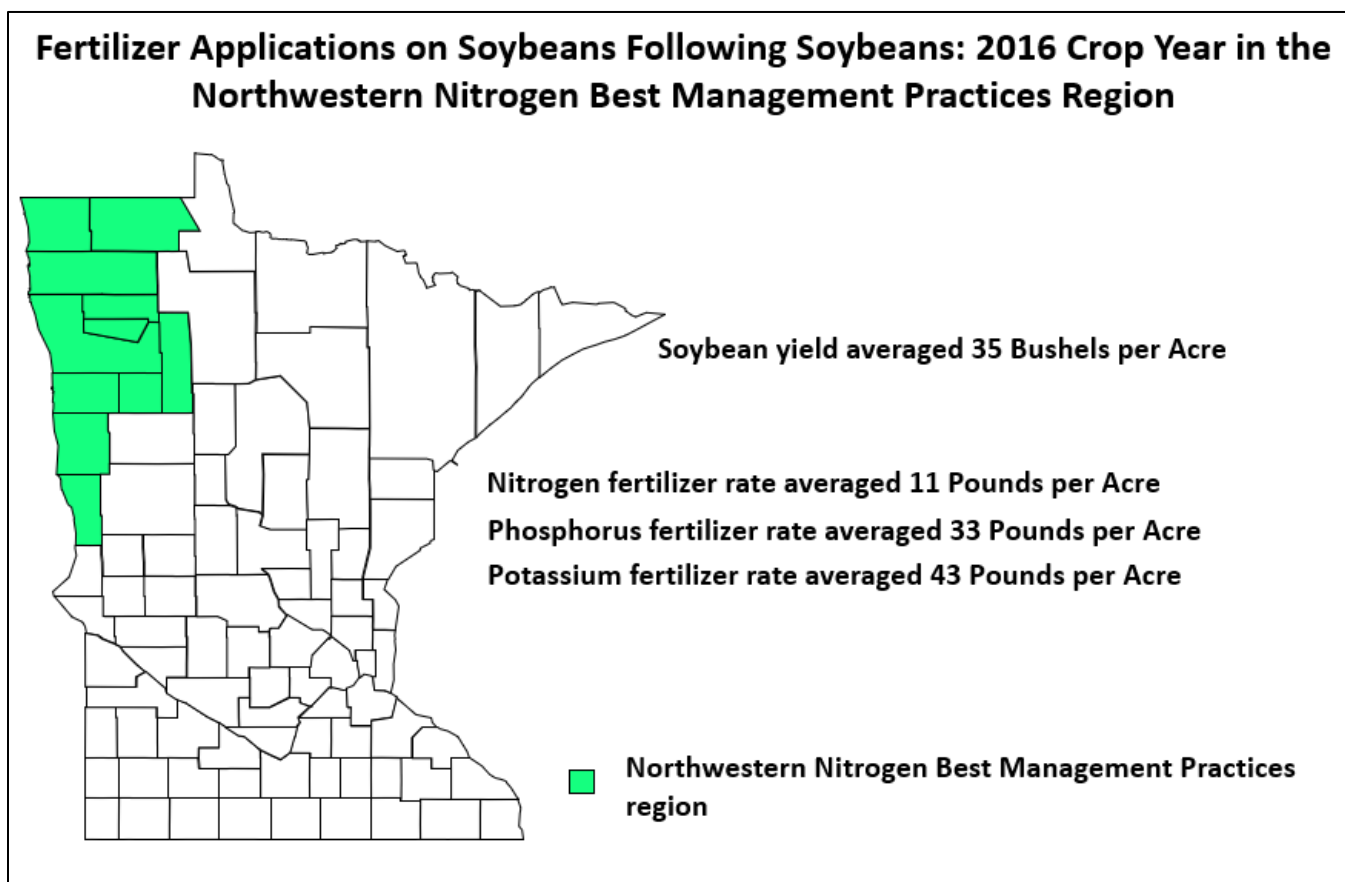 Fertilizer Applications on Soybeans Following Soybeans: 2016 Crop Year in the
Northwestern Nitrogen Best Management Practices Region
Soybean yield averaged 35 Bushels per Acre
Nitrogen fertilizer rate averaged 11 Pounds per Acre
Phosphorus fertilizer rate averaged 33 Pounds per Acre
Potassium fertilizer rate averaged 43 Pounds per Acre
Northwestern Nitrogen Best Management Practices
region